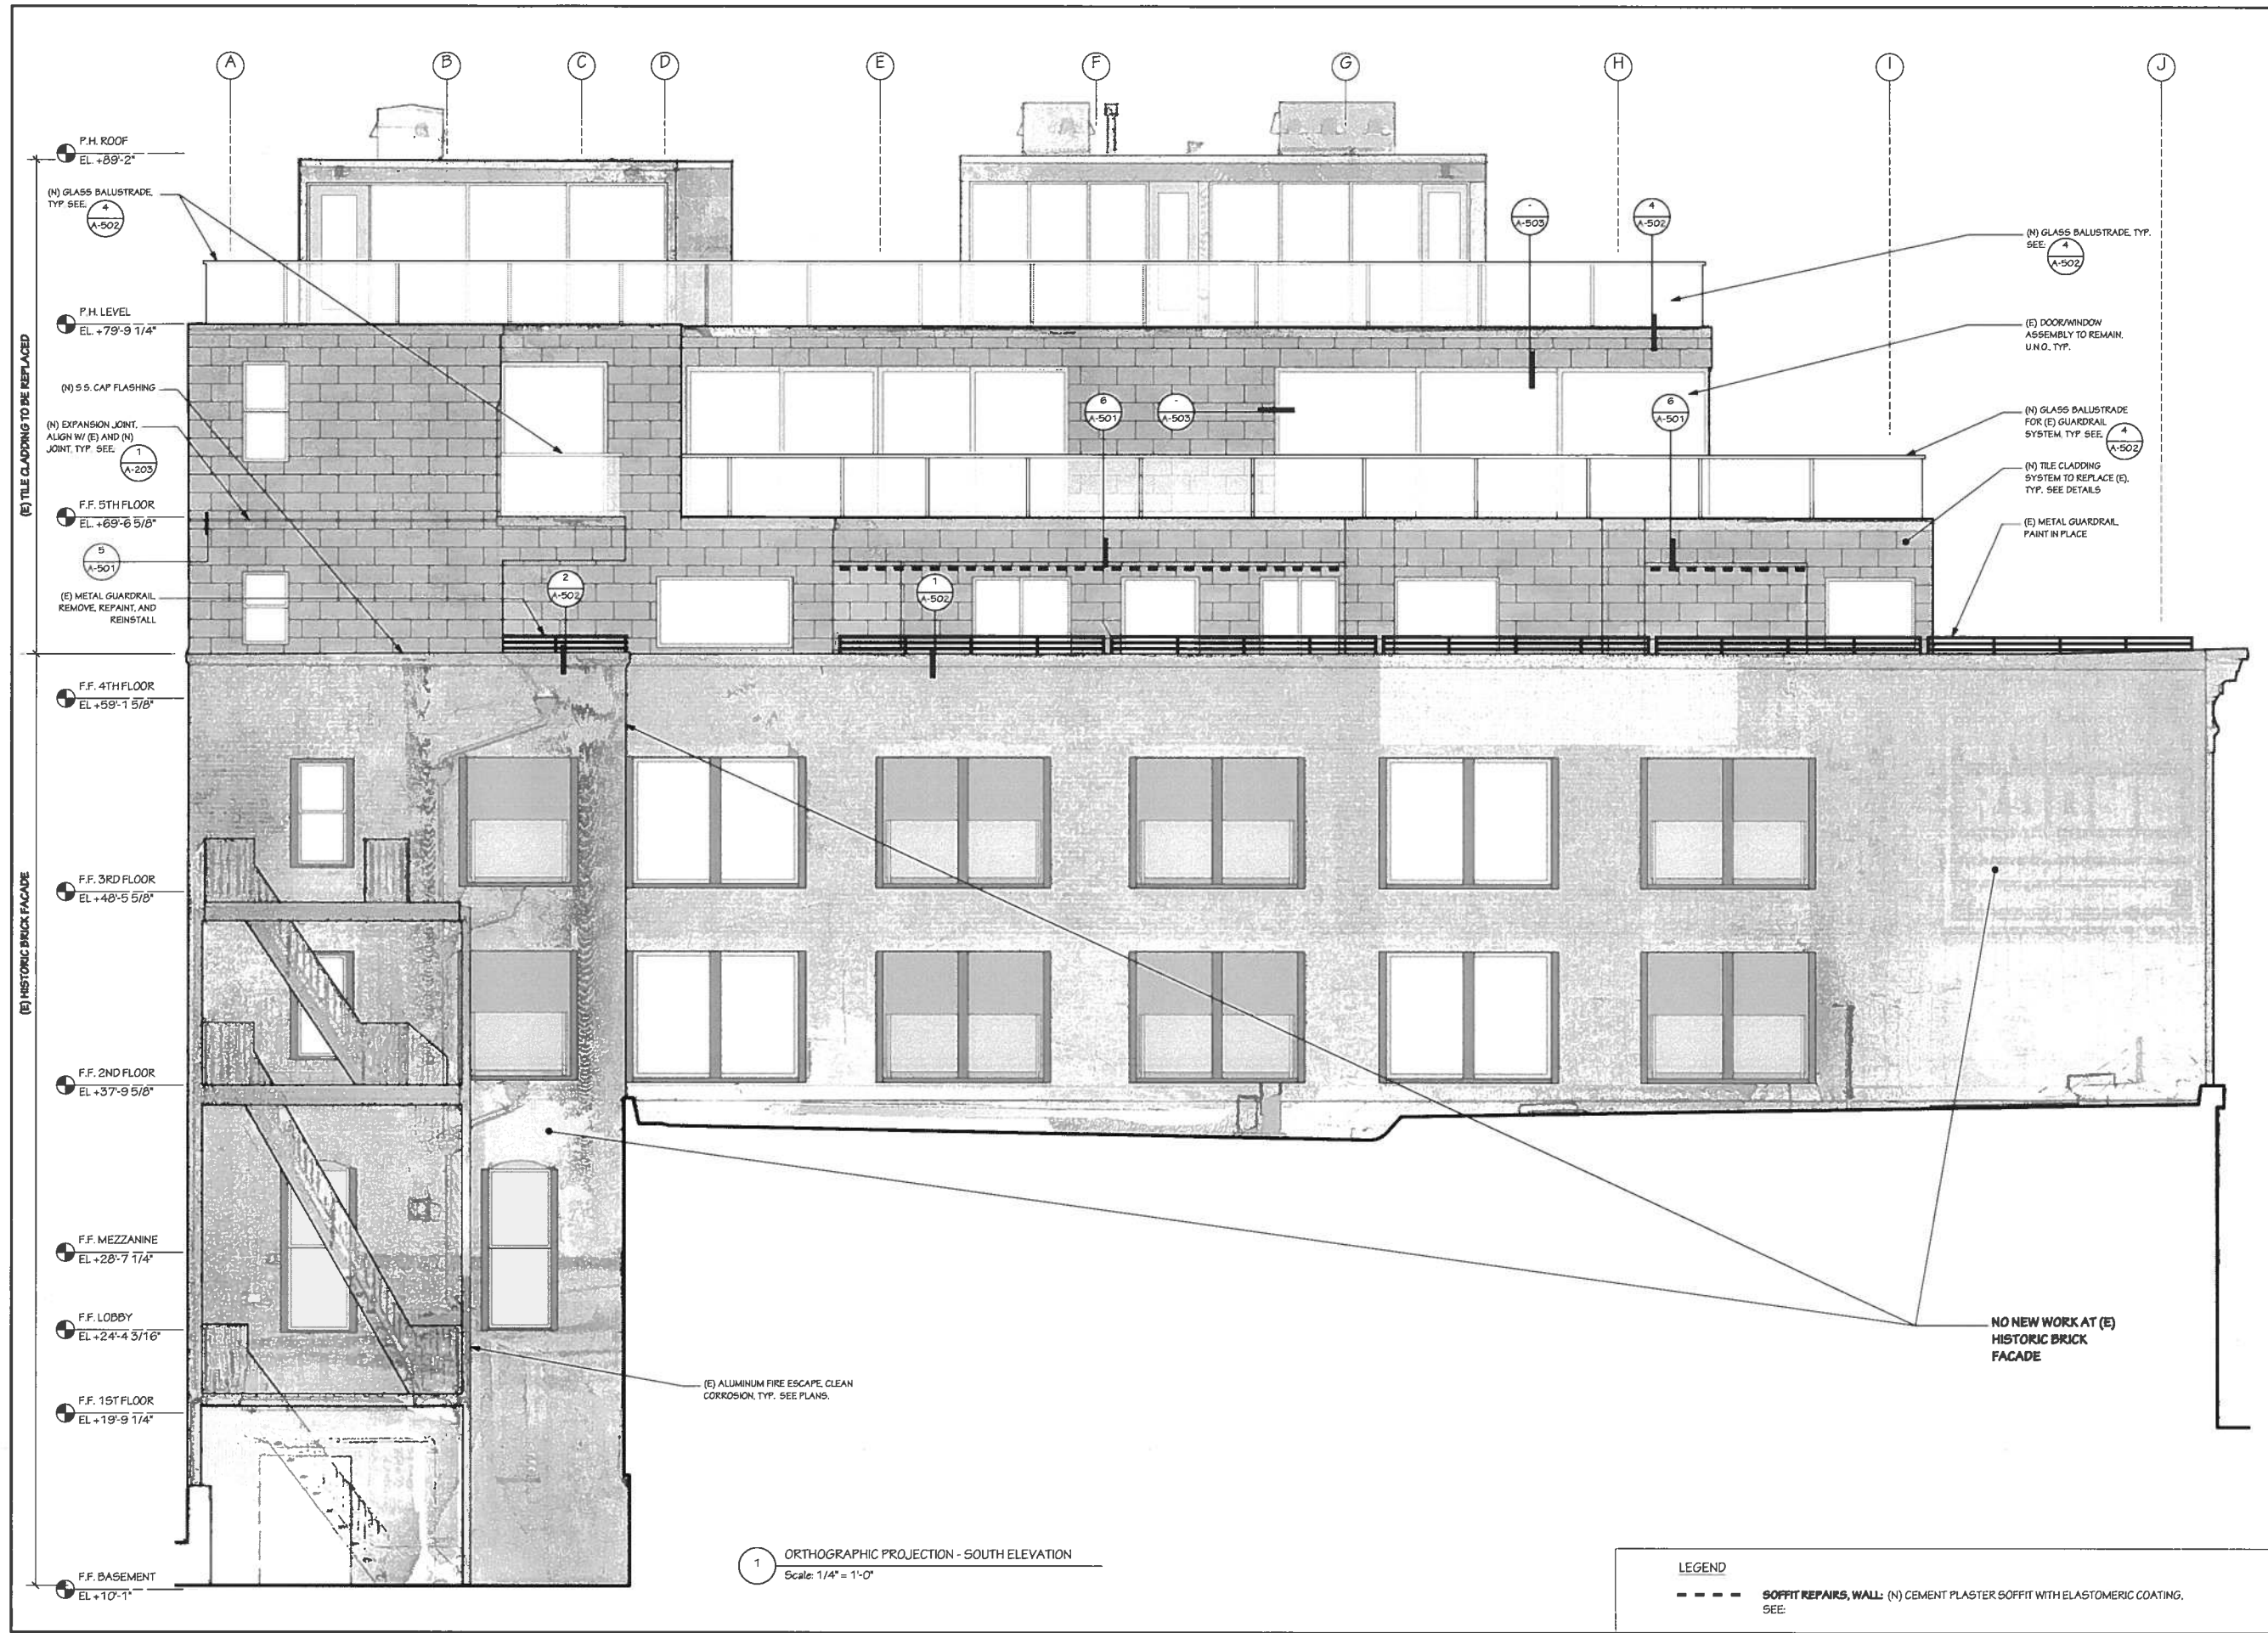 A
B
C
D
E
F
G
H
I
J
P.H. ROOF
EL. +89'-2"
(N) GLASS BALUSTRADE,
TYP. SEE:
4
A-502
P.H. LEVEL
EL. +79'-9 1/4"
(N) S.S. CAP FLASHING
(N) EXPANSION JOINT,
ALIGN W/ (E) AND (N)
JOINT, TYP. SEE:
1
A-203
F.F. 5TH FLOOR
EL. +69'-6 5/8"
5
A-501
(E) METAL GUARDRAIL,
REMOVE, REPAINT, AND
REINSTALL
(E) TILE CLADDING TO BE REPLACED
F.F. 4TH FLOOR
EL +59'-1 5/8"
F.F. 3RD FLOOR
EL +48'-5 5/8"
(E) HISTORIC BRICK FACADE
F.F. 2ND FLOOR
EL +37'-9 5/8"
F.F. MEZZANINE
EL +28'-7 1/4"
F.F. LOBBY
EL +24'-4 3/16"
F.F. 1ST FLOOR
EL +19'-9 1/4"
F.F. BASEMENT
EL +10'-1"
-
A-503
4
A-502
6
A-501
-
A-503
6
A-501
2
A-502
1
A-502
(N) GLASS BALUSTRADE, TYP.
SEE:
4
A-502
(E) DOOR/WINDOW
ASSEMBLY TO REMAIN,
U.N.O., TYP.
(N) GLASS BALUSTRADE
FOR (E) GUARDRAIL
SYSTEM, TYP. SEE:
4
A-502
(N) TILE CLADDING
SYSTEM TO REPLACE (E),
TYP. SEE DETAILS
(E) METAL GUARDRAIL,
PAINT IN PLACE
NO NEW WORK AT (E)
HISTORIC BRICK
FACADE
(E) ALUMINUM FIRE ESCAPE, CLEAN
CORROSION, TYP. SEE PLANS.
1
ORTHOGRAPHIC PROJECTION - SOUTH ELEVATION
Scale: 1/4" = 1'-0"
LEGEND
SOFFIT REPAIRS, WALL: (N) CEMENT PLASTER SOFFIT WITH ELASTOMERIC COATING.
SEE: